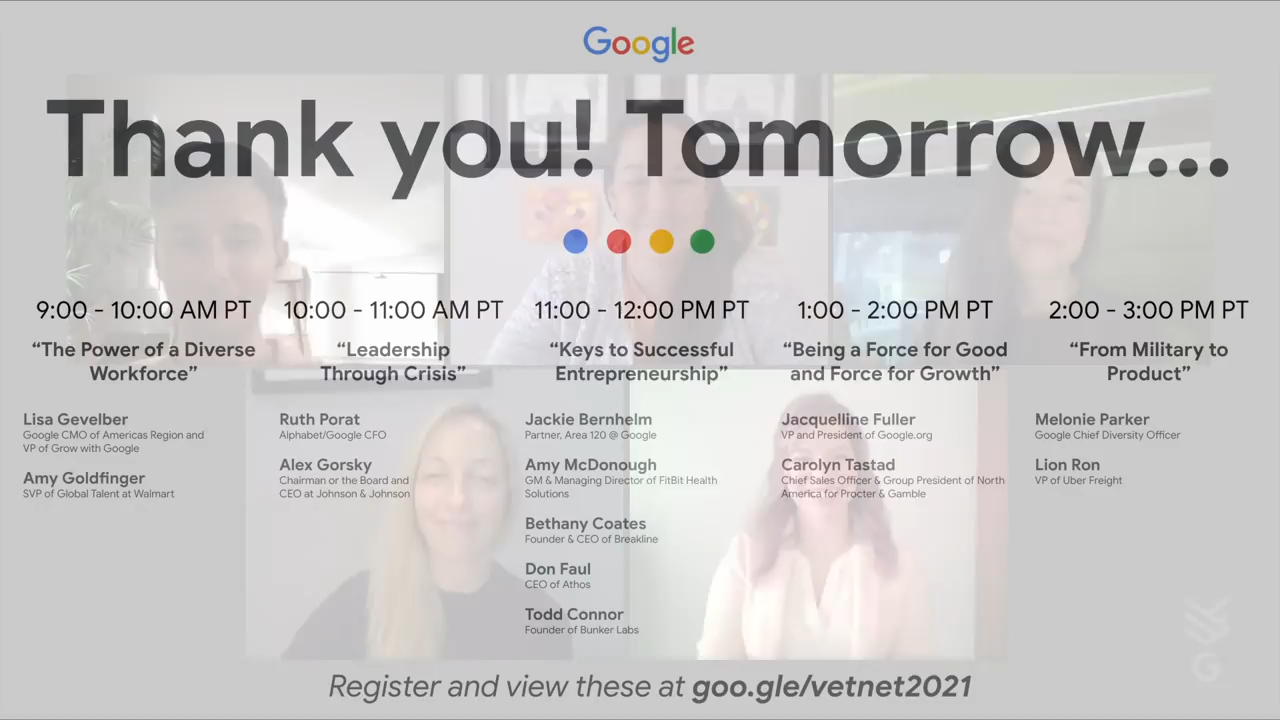 Google
Thank you! Tomorrow...
9:00 - 10:00 AM PT
“The Power of a Diverse
Workforce”
Lisa Gevelber
Google CMO of Americas Region and
VP of Grow with Google
Amy Goldfinger
SVP of Global Talent at Walmart
10:00 - 11:00 AM PT
“Leadership
Through Crisis”
Ruth Porat
Alphabet/Google CFO
Alex Gorsky
Chairman or the Board and
CEO at Johnson & Johnson
11:00 - 12:00 PM PT
“Keys to Successful
Entrepreneurship”
Jackie Bernhelm
Partner, Area 120 @ Google
Amy McDonough
GM & Managing Director of FitBit Health
Solutions
Bethany Coates
Founder & CEO of Breakline
Don Faul
CEO of Athos
Todd Connor
Founder of Bunker Labs
1:00 - 2:00 PM PT
“Being a Force for Good
and Force for Growth”
Jacquelline Fuller
VP and President of Google.org
Carolyn Tastad
Chief Sales Officer & Group President of North
America for Procter & Gamble
2:00 - 3:00 PM PT
“From Military to
Product”
Melonie Parker
Google Chief Diversity Officer
Lion Ron
VP of Uber Freight
Register and view these at goo.gle/vetnet2021
G